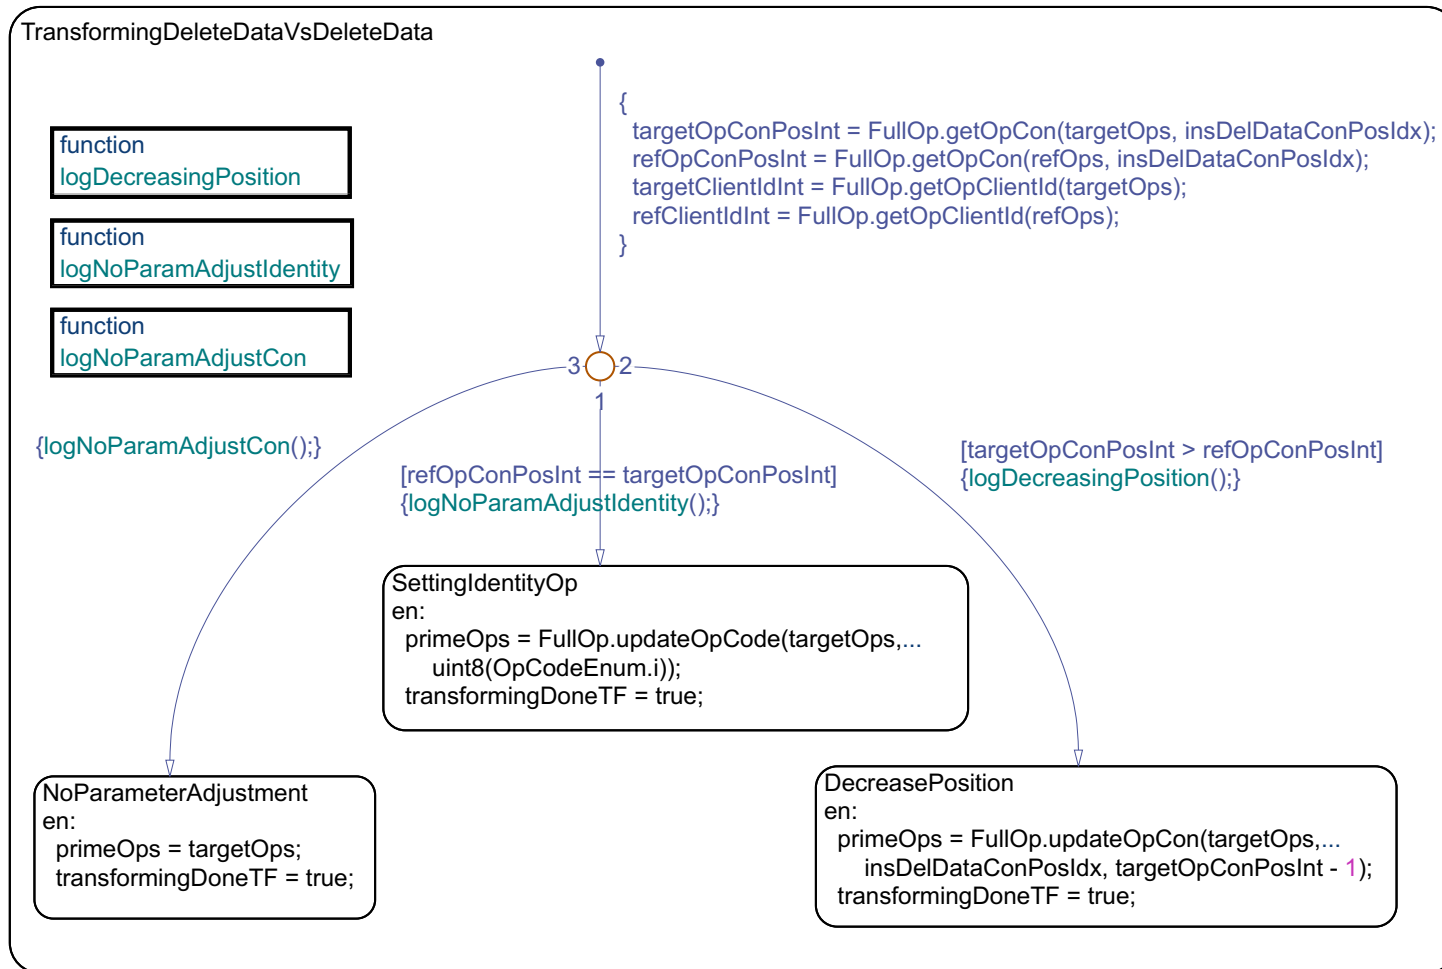 TransformingDeleteDataVsDeleteData
{
targetOpConPosInt = FullOp.getOpCon(targetOps, insDelDataConPosIdx);
refOpConPosInt = FullOp.getOpCon(refOps, insDelDataConPosIdx);
targetClientIdInt = FullOp.getOpClientId(targetOps);
refClientIdInt = FullOp.getOpClientId(refOps);
}
function
logDecreasingPosition
function
logNoParamAdjustIdentity
function
logNoParamAdjustCon
3
2
1
{logNoParamAdjustCon();}
[refOpConPosInt == targetOpConPosInt]
{logNoParamAdjustIdentity();}
[targetOpConPosInt > refOpConPosInt]
{logDecreasingPosition();}
SettingIdentityOp
en:
primeOps = FullOp.updateOpCode(targetOps,...
uint8(OpCodeEnum.i));
transformingDoneTF = true;
NoParameterAdjustment
en:
primeOps = targetOps;
transformingDoneTF = true;
DecreasePosition
en:
primeOps = FullOp.updateOpCon(targetOps,...
insDelDataConPosIdx, targetOpConPosInt - 1);
transformingDoneTF = true;